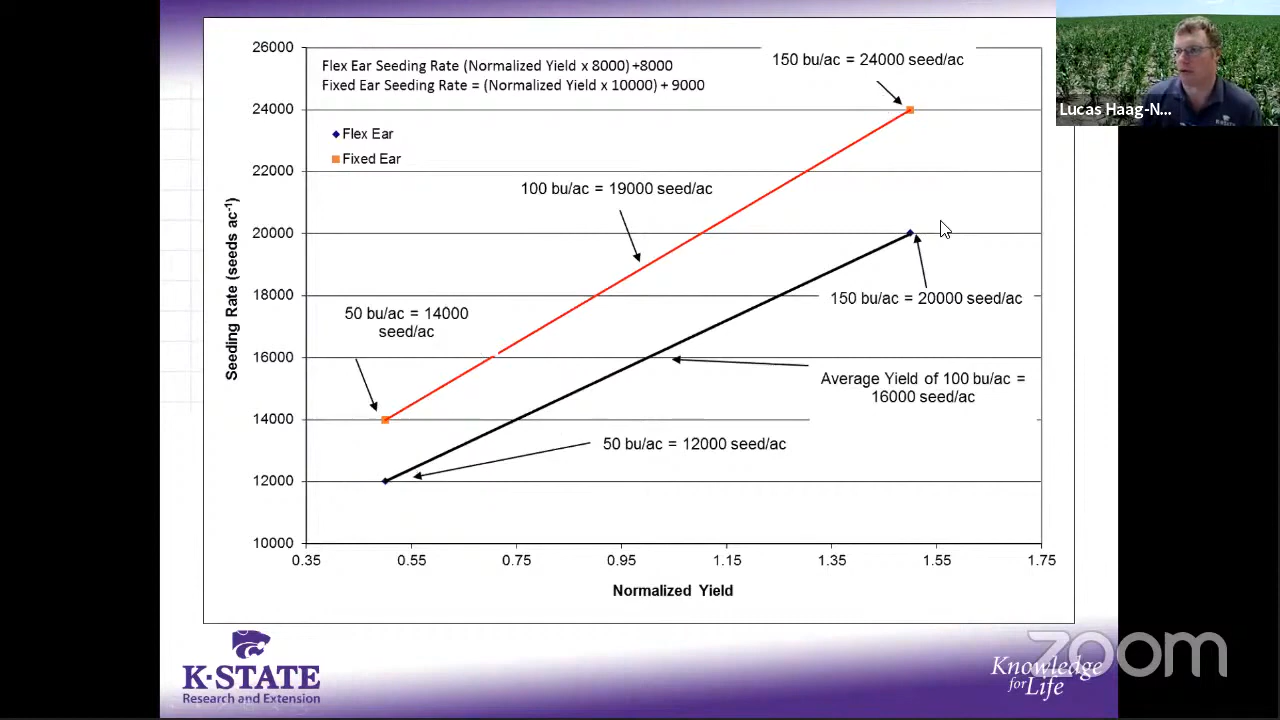 26000
24000
22000
20000
18000
16000
14000
12000
10000
Seeding Rate (seeds ac-1)
Flex Ear Seeding Rate (Normalized Yield x 8000) +8000
Fixed Ear Seeding Rate = (Normalized Yield x 10000) + 9000
Flex Ear
Fixed Ear
150 bu/ac = 24000 seed/ac
100 bu/ac = 19000 seed/ac
50 bu/ac = 14000
seed/ac
150 bu/ac = 20000 seed/ac
Average Yield of 100 bu/ac =
16000 seed/ac
50 bu/ac = 12000 seed/ac
0.35 0.55 0.75 0.95 1.15 1.35 1.55 1.75
Normalized Yield
Lucas Haag-N...
K-STATE
K-STATE
Research and Extension
Knowledge
for Life
zoom